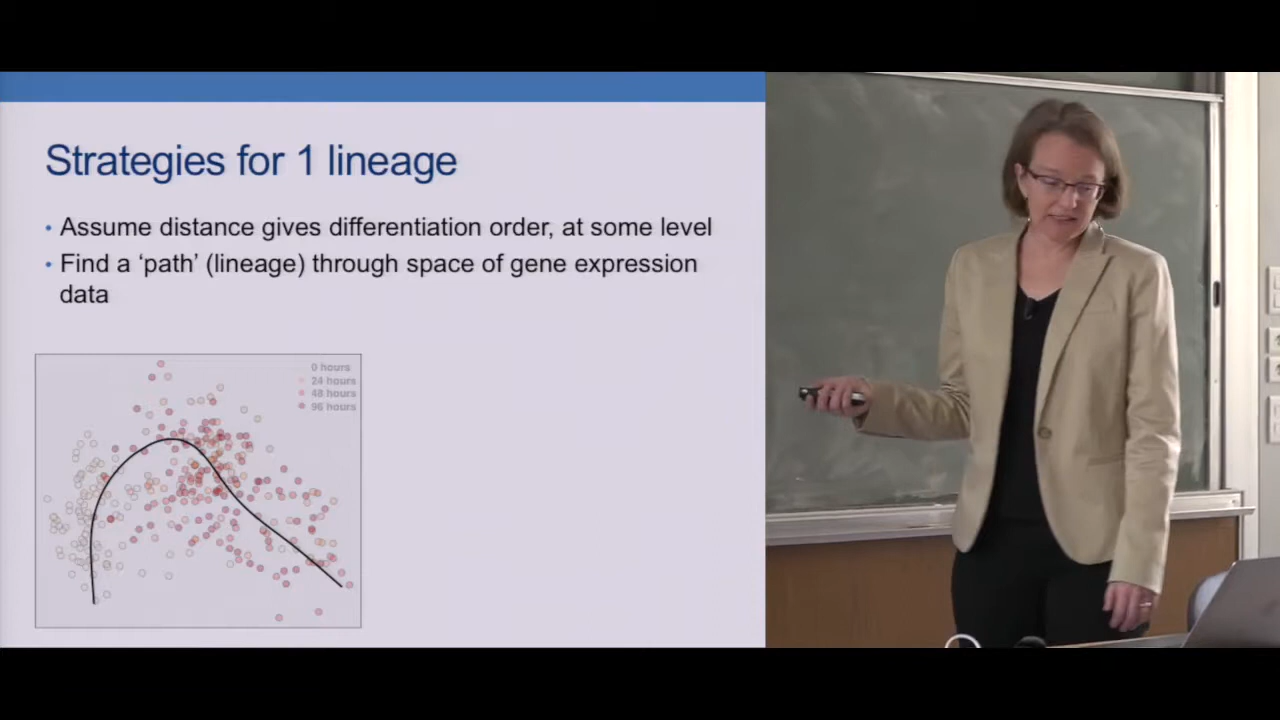 Strategies for 1 lineage
• Assume distance gives differentiation order, at some level
• Find a ‘path’ (lineage) through space of gene expression
data
0 hours
24 hours
48 hours
96 hours